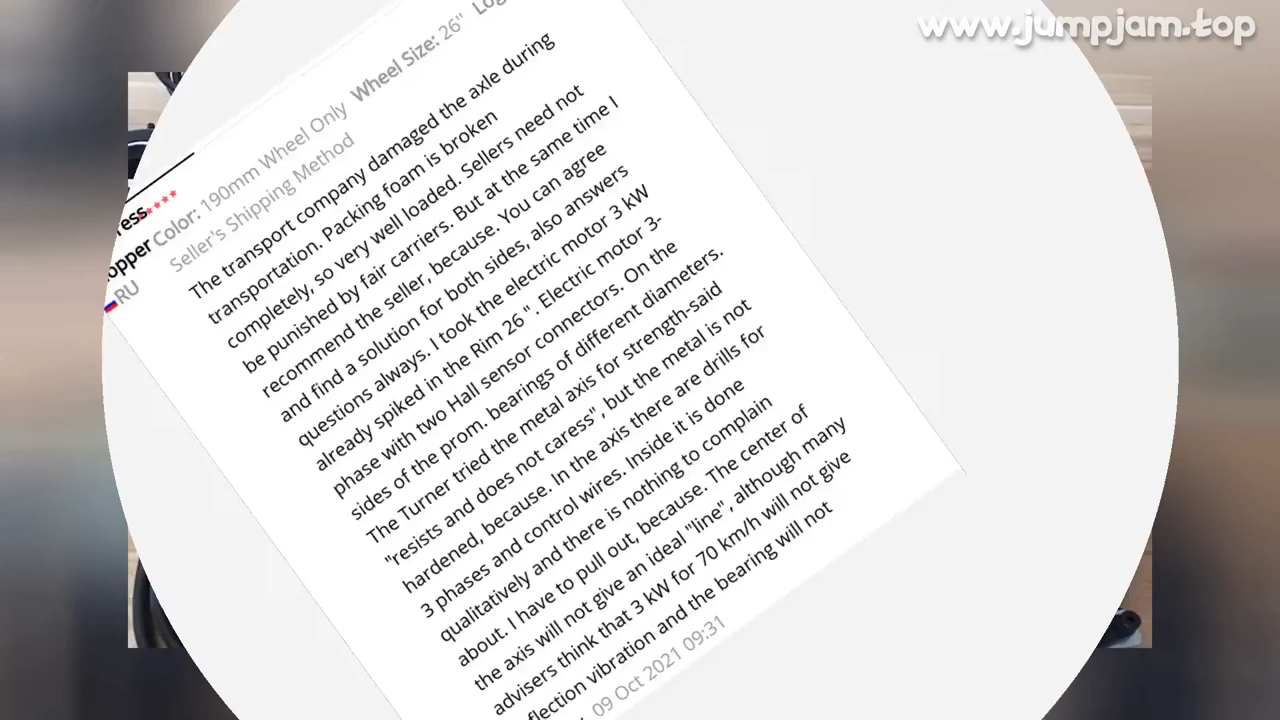 www.jumpjam.top
Color: 190mm Wheel Only Wheel Size: 26"
Seller's Shipping Method
RU
The transport company damaged the axle during
transportation. Packing foam is broken
completely, so very well loaded. Sellers need not
be punished by fair carriers. But at the same time I
recommend the seller, because. You can agree
and find a solution for both sides, also answers
questions always. I took the electric motor 3 kW
already spiked in the Rim 26 ". Electric motor 3-
phase with two Hall sensor connectors. On the
sides of the prom. bearings of different diameters.
The Turner tried the metal axis for strength-said
"resists and does not caress", but the metal is not
hardened, because. In the axis there are drills for
3 phases and control wires. Inside it is done
qualitatively and there is nothing to complain
about. I have to pull out, because. The center of
the axis will not give an ideal "line", although many
advisers think that 3 kW for 70 km/h will not give
flection vibration and the bearing will not
09 Oct 2021 09:31